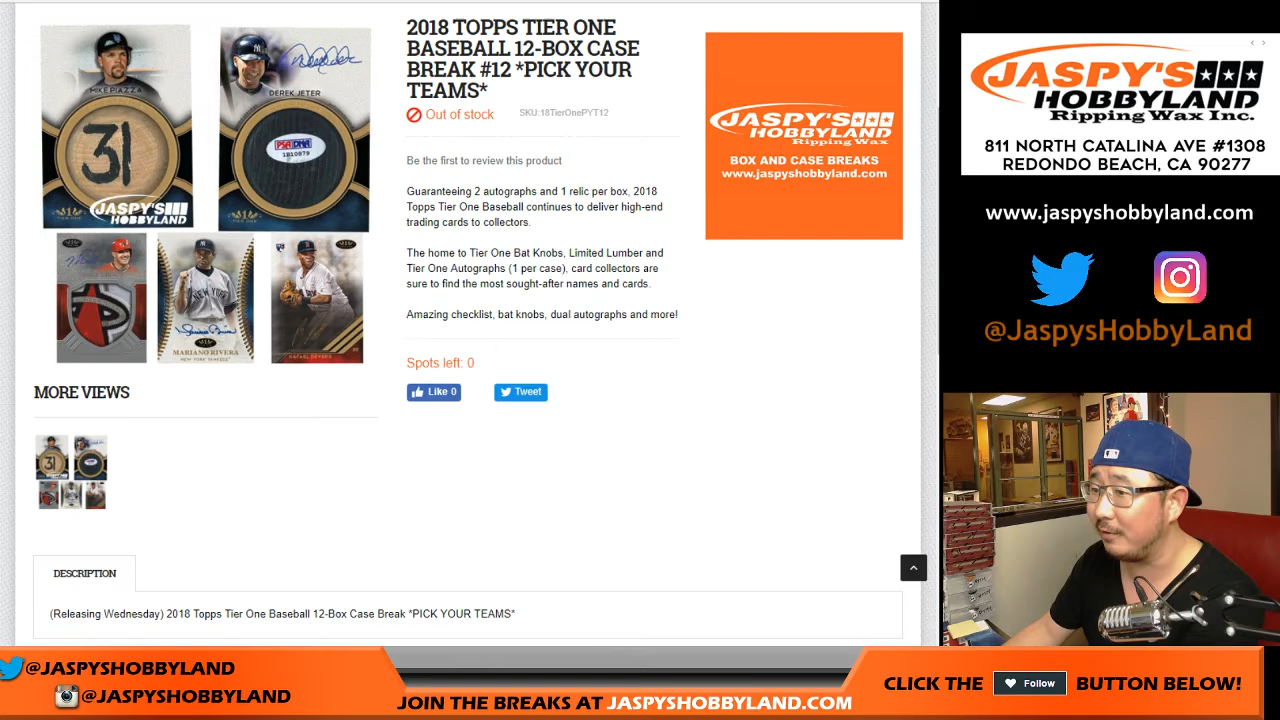 2018 TOPPS TIER ONE
BASEBALL 12-BOX CASE
BREAK #12 *PICK YOUR
TEAMS*
Out of stock
SKU:18TierOnePYT12
Be the first to review this product
Guaranteeing 2 autographs and 1 relic per box, 2018
Topps Tier One Baseball continues to deliver high-end
trading cards to collectors.
The home to Tier One Bat Knobs, Limited Lumber and
Tier One Autographs (1 per case), card collectors are
sure to find the most sought-after names and cards.
Amazing checklist, bat knobs, dual autographs and more!
Spots left: 0
Like 0
Tweet
MIKE PIAZZA
31
JASPY'S
HOBBYLAND
DEREK JETER
PSA/DNA
MARIANO RIVERA
NEW YORK YANKEES
RAFAEL DEVERS
MORE VIEWS
DESCRIPTION
(Releasing Wednesday) 2018 Topps Tier One Baseball 12-Box Case Break *PICK YOUR TEAMS*
JASPY'S
HOBBYLAND
Ripping Wax
BOX AND CASE BREAKS
www.jaspyshobbyland.com
JASPY'S
HOBBYLAND
Ripping Wax Inc.
811 NORTH CATALINA AVE #1308
REDONDO BEACH, CA 90277
www.jaspyshobbyland.com
@JaspysHobbyLand
@JASPYSHOBBYLAND
@JASPYSHOBBYLAND
JOIN THE BREAKS AT JASPYSHOBBYLAND.COM
CLICK THE Follow BUTTON BELOW!